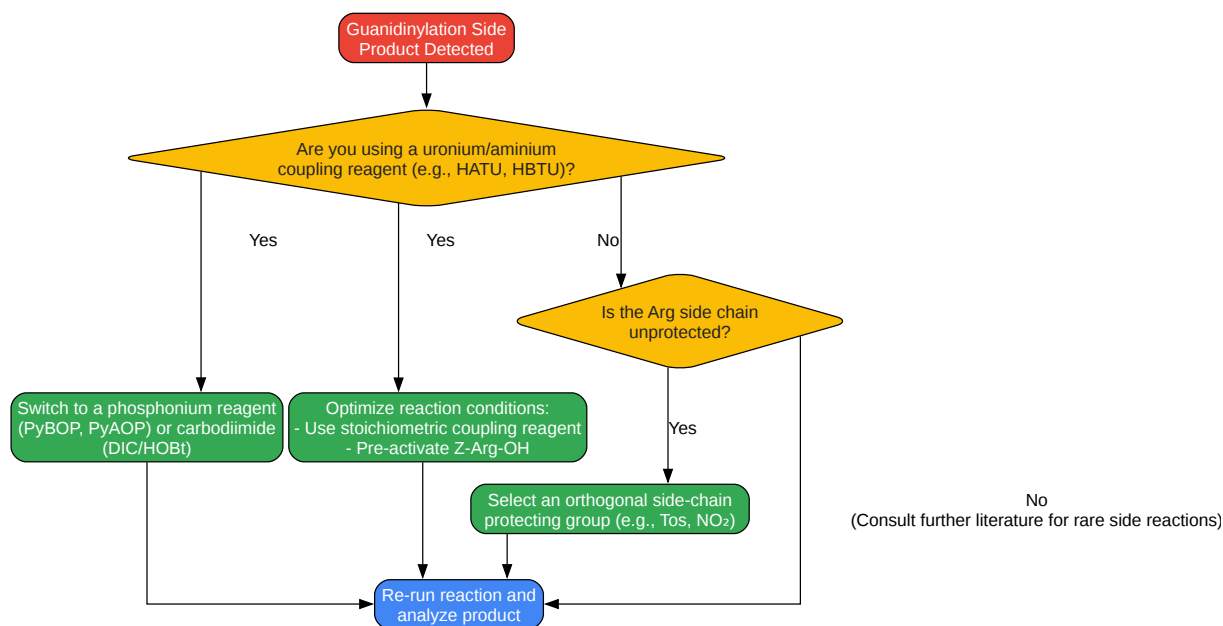 Guanidinylation Side
Product Detected
Are you using a uronium/aminium
coupling reagent (e.g., HATU, HBTU)?
Yes
Yes
No
Is the Arg side chain
unprotected?
Switch to a phosphonium reagent
(PyBOP, PyAOP) or carbodiimide
(DIC/HOBt)
Optimize reaction conditions:
- Use stoichiometric coupling reagent
- Pre-activate Z-Arg-OH
Yes
Select an orthogonal side-chain
protecting group (e.g., Tos, NO₂)
No
(Consult further literature for rare side reactions)
Re-run reaction and
analyze product